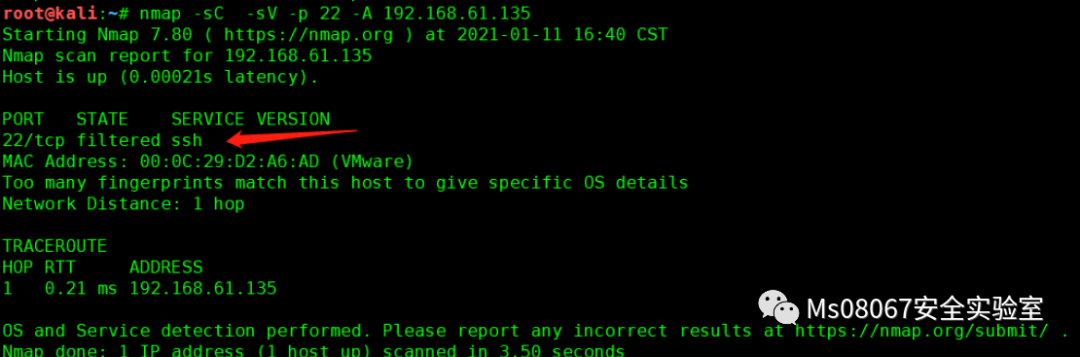 root@kali:~# nmap -sC  -sV -p 22 -A 192.168.61.135
Starting Nmap 7.80 ( https://nmap.org ) at 2021-01-11 16:40 CST
Nmap scan report for 192.168.61.135
Host is up (0.00021s latency).
PORT   STATE    SERVICE VERSION
22/tcp filtered ssh
MAC Address: 00:0C:29:D2:A6:AD (VMware)
Too many fingerprints match this host to give specific OS details
Network Distance: 1 hop
TRACEROUTE
HOP RTT     ADDRESS
1   0.21 ms 192.168.61.135
Ms08067安全实验室
OS and Service detection performed. Please report any incorrect results at https://nmap.org/submit/ .
Nmap done: 1 IP address (1 host up) scanned in 3.50 seconds